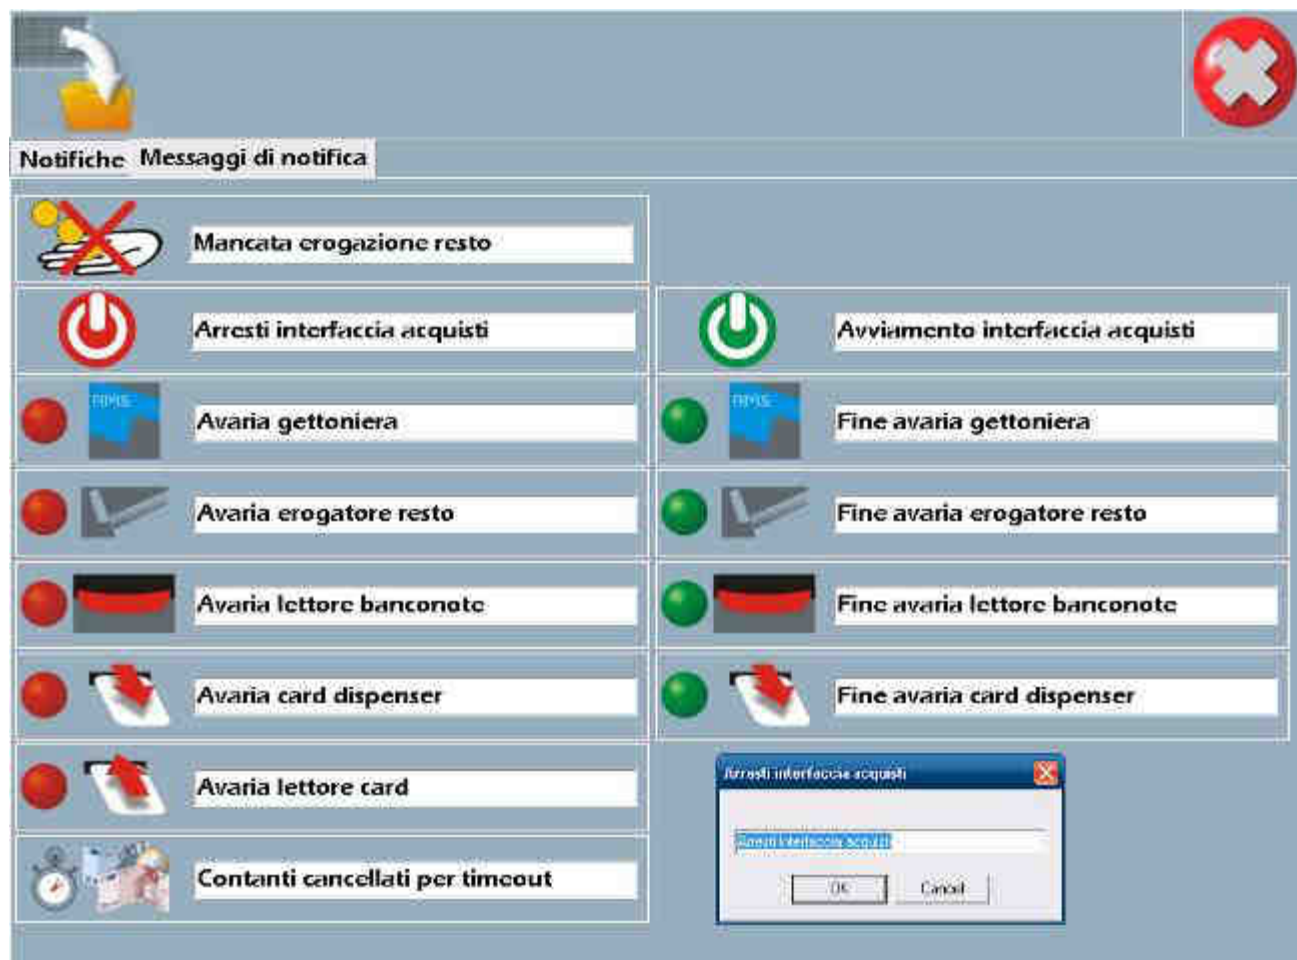 Notifiche Messaggi di notifica
Mancata erogazione resto
Arresti interfaccia acquisti
Avviamento interfaccia acquisti
Avaria gettoniera
Fine avaria gettoniera
Avaria erogatore resto
Fine avaria erogatore resto
Avaria lettore banconote
Fine avaria lettore banconote
Avaria card dispenser
Fine avaria card dispenser
Avaria lettore card
Arresti interfaccia acquisti
Arresti interfaccia acquisti
OK Cancel
Contanti cancellati per timeout